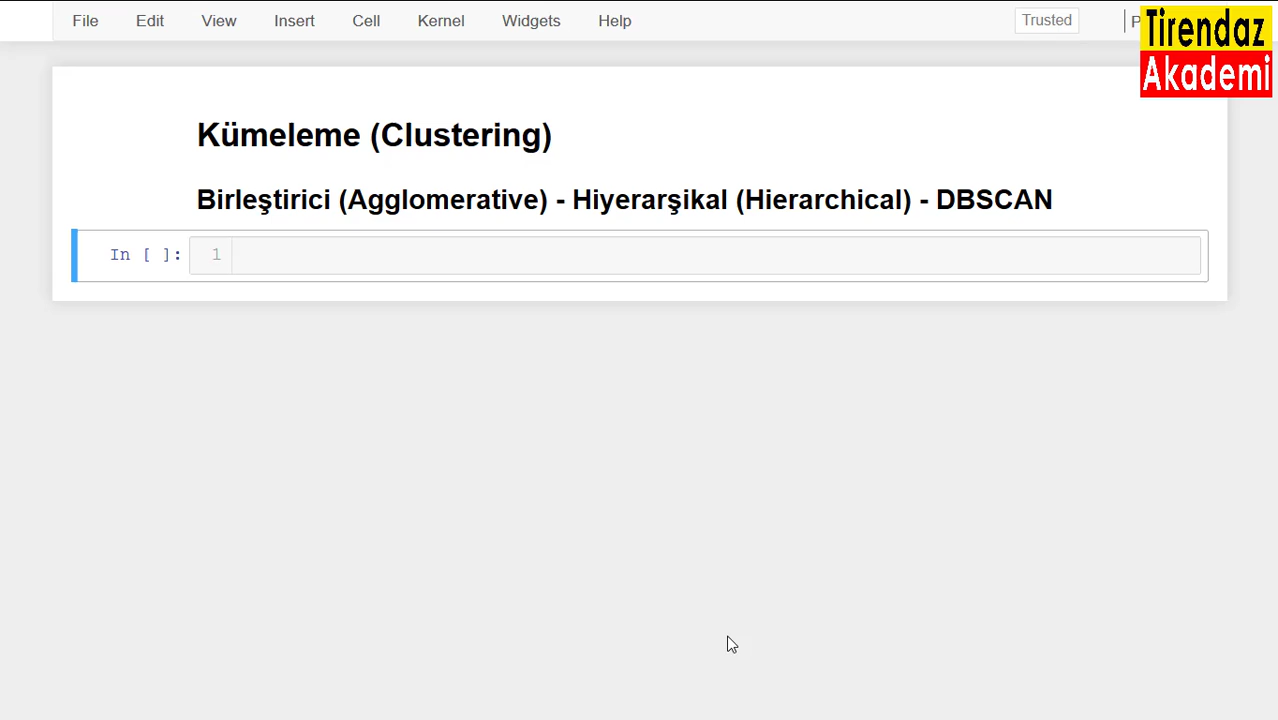 File Edit View Insert Cell Kernel Widgets Help Trusted P
Tirendaz
Akademi
Kümeleme (Clustering)
Birleştirici (Agglomerative) - Hiyerarşikal (Hierarchical) - DBSCAN
In [ ]: 1